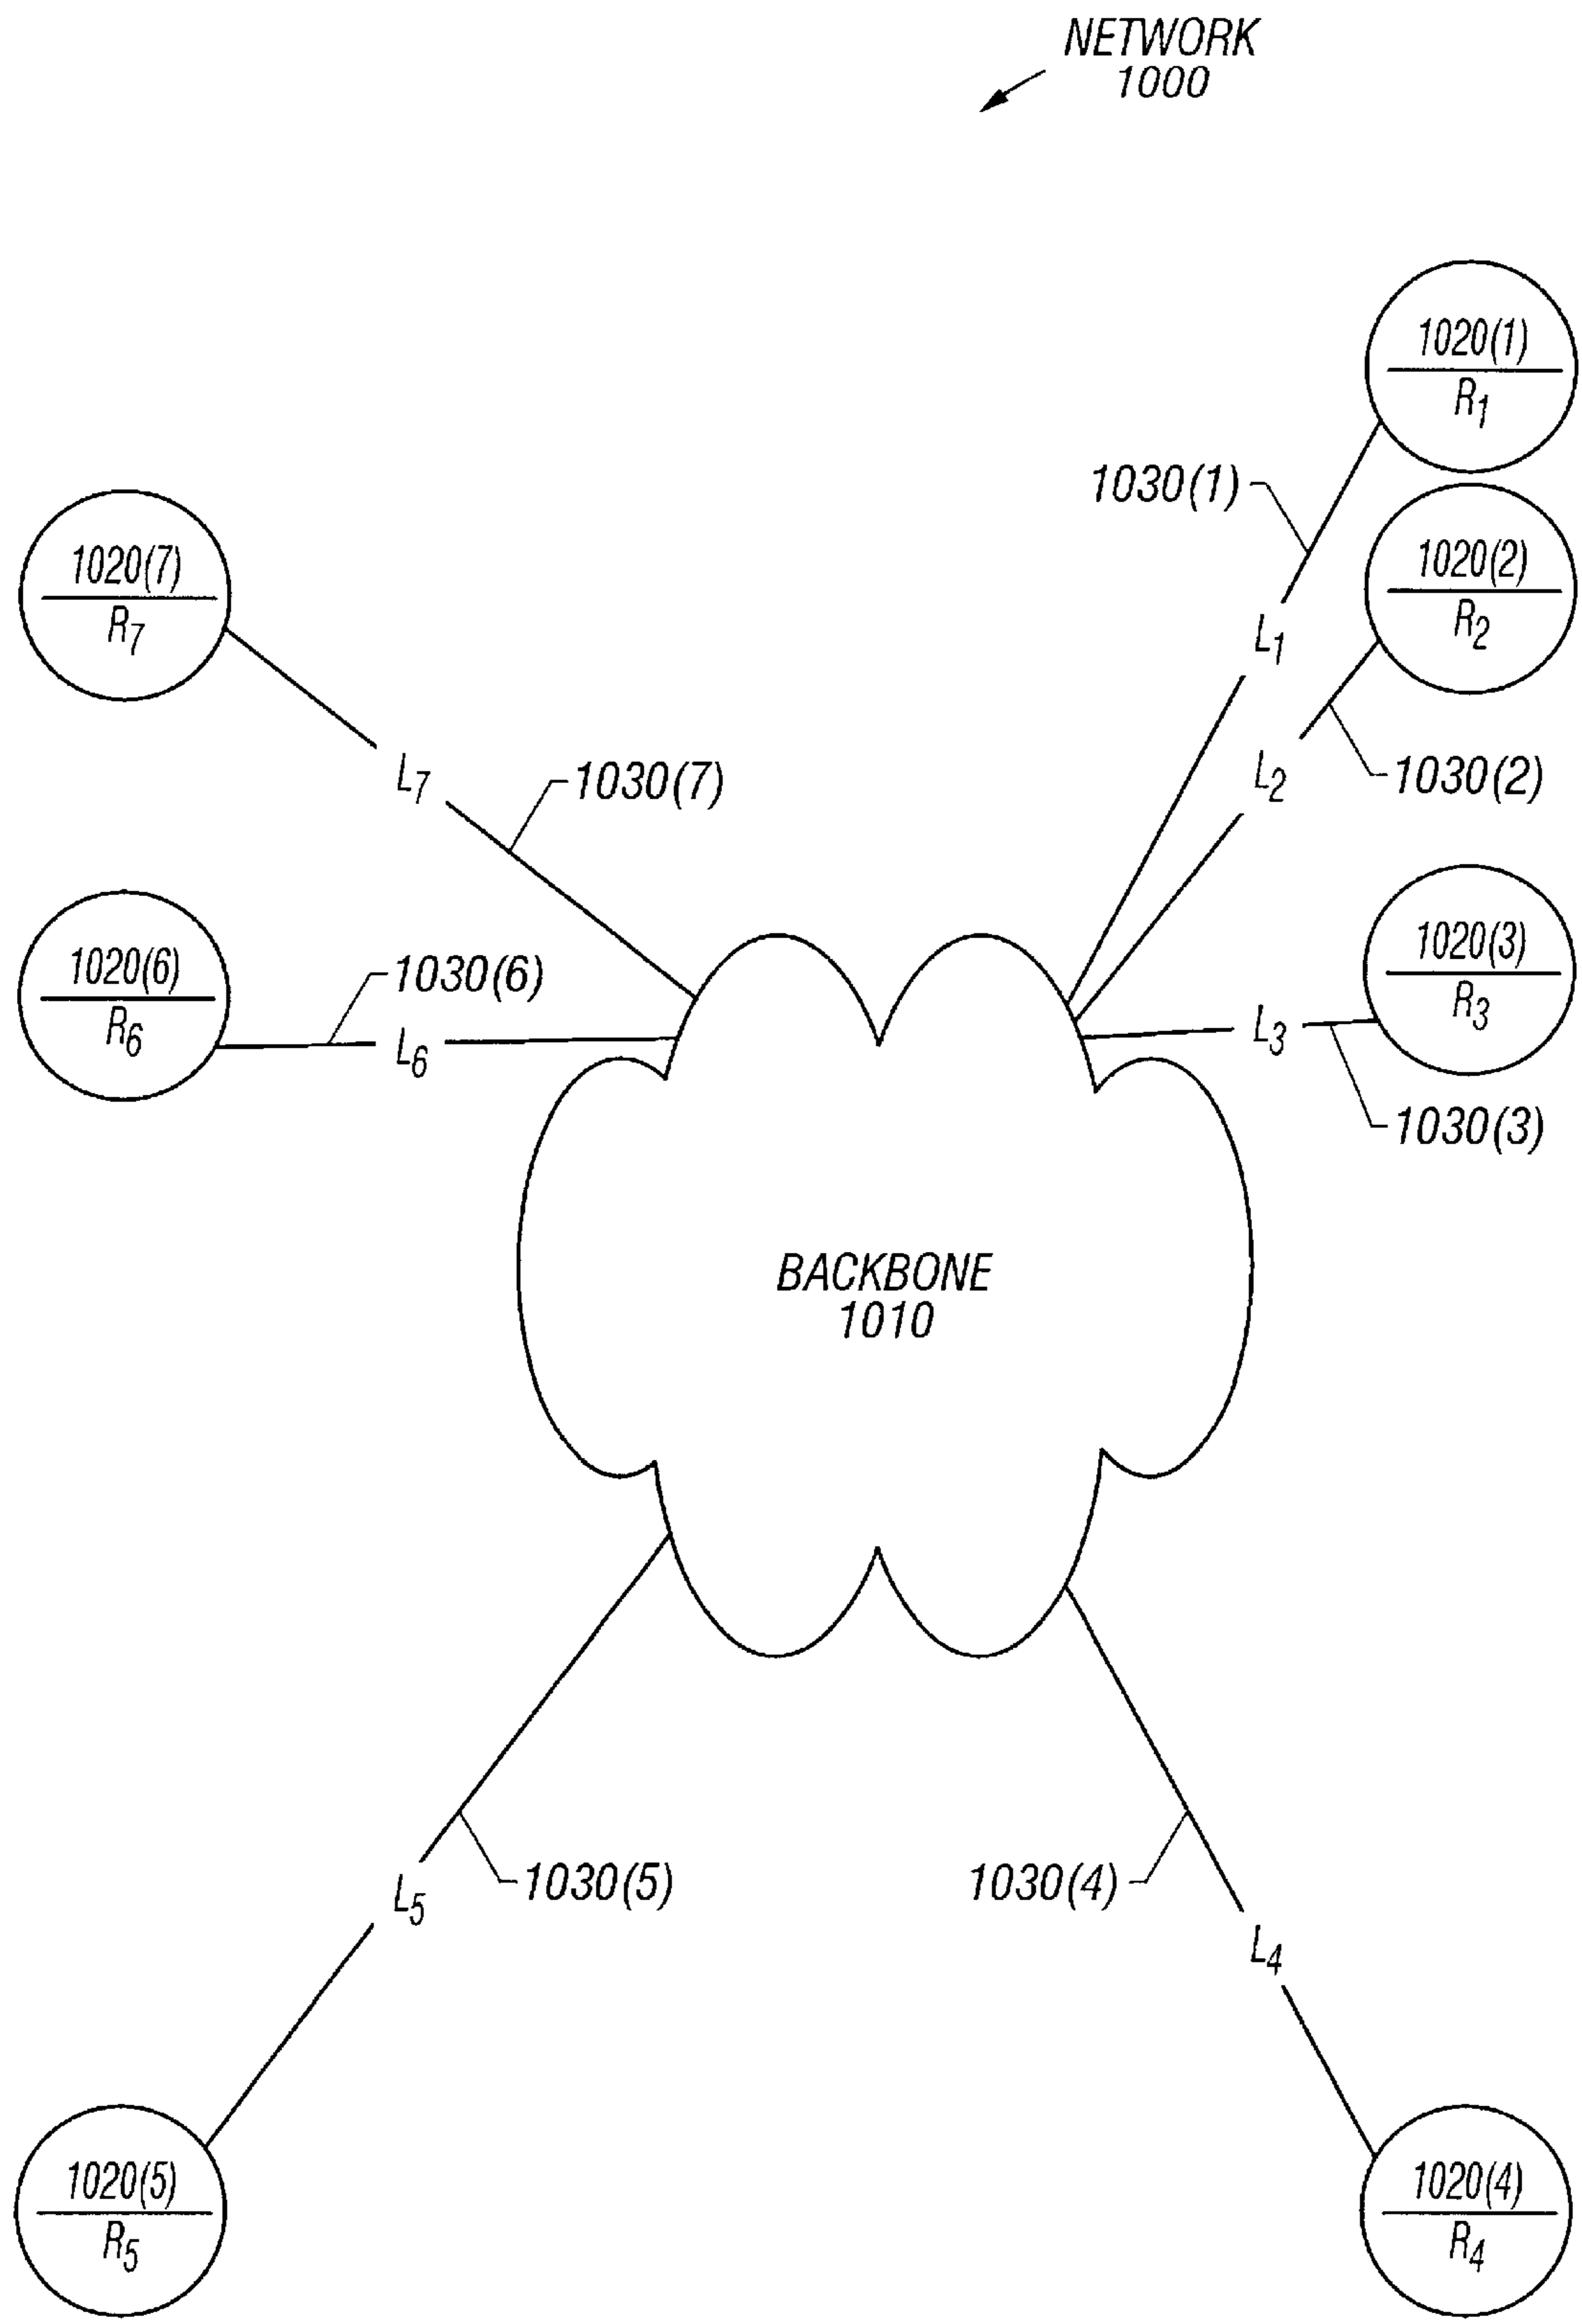 NETWORK
1000
1020(1)
R1
1030(1)
1020(2)
R2
1020(7)
R7
L1
L2
1030(2)
L7
1030(7)
1020(3)
R3
1020(6)
R6
1030(6)
L6
L3
1030(3)
BACKBONE
1010
1030(5)
L5
1030(4)
L4
1020(5)
R5
1020(4)
R4